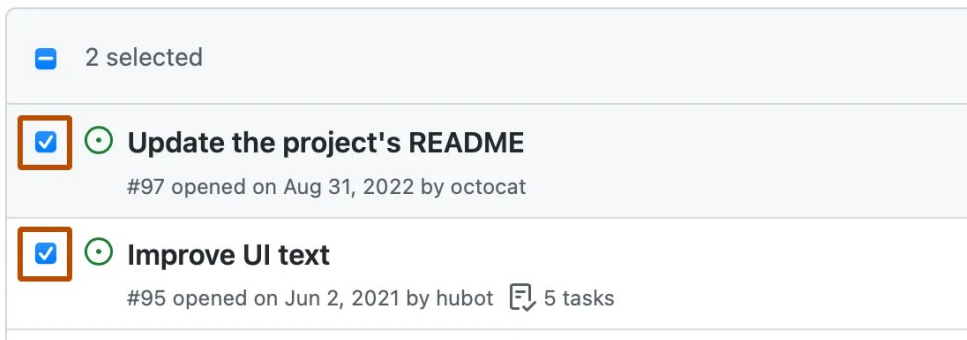 2 selected
Update the project's README
#97 opened on Aug 31, 2022 by octocat
Improve UI text
#95 opened on Jun 2, 2021 by hubot 5 tasks